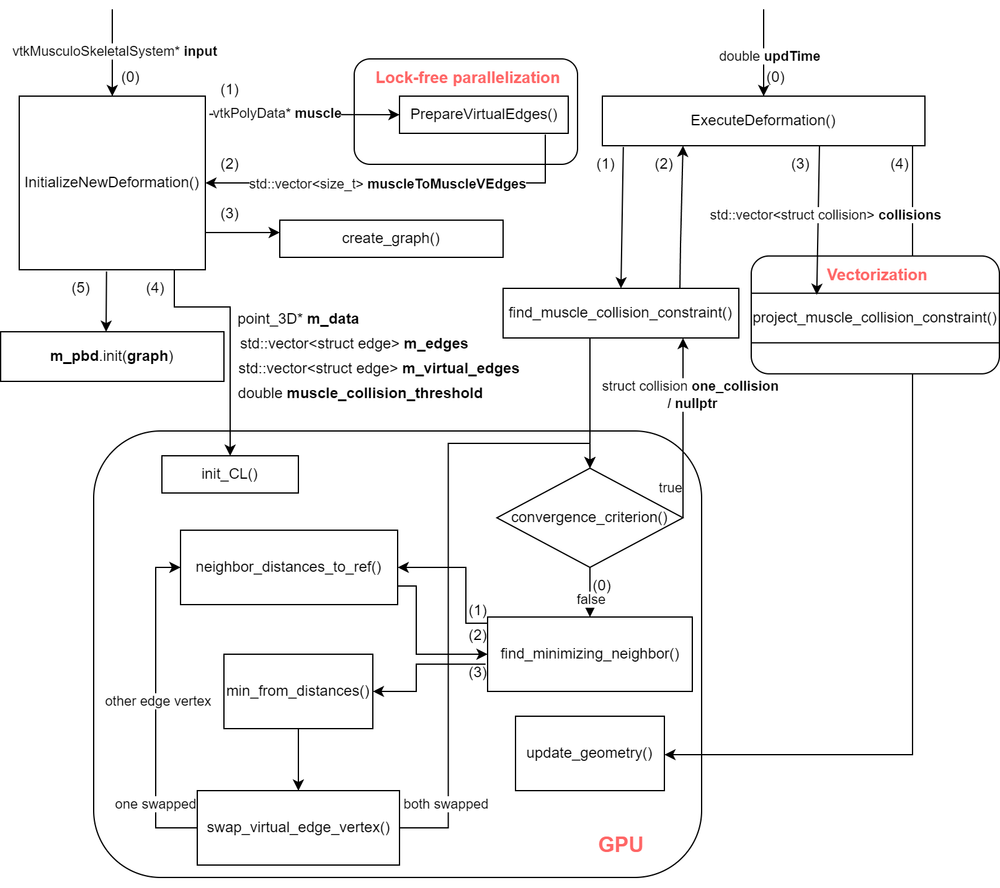 vtkMusculoSkeletalSystem* input
(0)
InitializeNewDeformation()
(1)
vtkPolyData* muscle
Lock-free parallelization
PrepareVirtualEdges()
(2)
std::vector<size_t> muscleToMuscleVEdges
(3)
create_graph()
(5)
(4)
m_pbd.init(graph)
point_3D* m_data
std::vector<struct edge> m_edges
std::vector<struct edge> m_virtual_edges
double muscle_collision_threshold
double updTime
(0)
ExecuteDeformation()
(1)
(2)
(3)
(4)
std::vector<struct collision> collisions
Vectorization
project_muscle_collision_constraint()
find_muscle_collision_constraint()
struct collision one_collision
/ nullptr
init_CL()
true
convergence_criterion()
neighbor_distances_to_ref()
(0)
false
(1)
(2)
find_minimizing_neighbor()
(3)
min_from_distances()
other edge vertex
update_geometry()
one swapped
both swapped
swap_virtual_edge_vertex()
GPU